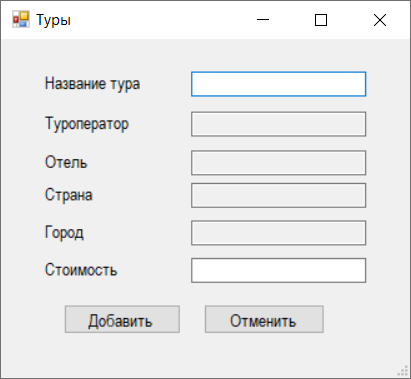 Туры
Название тура
Туроператор
Отель
Страна
Город
Стоимость
Добавить Отменить